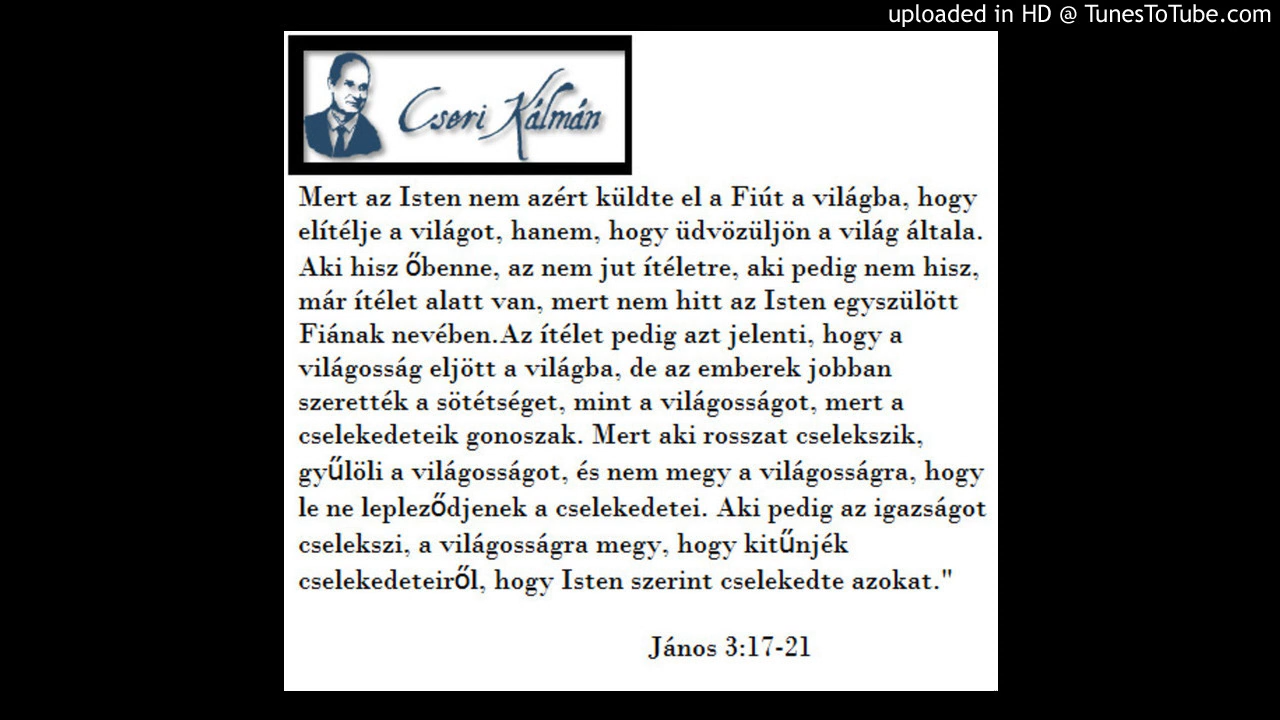 uploaded in HD @ TunesToTube.com
Cseri Kálmán
Mert az Isten nem azért küldte el a Fiút a világba, hogy
elítélje a világot, hanem, hogy üdvözüljön a világ általa.
Aki hisz őbenne, az nem jut ítéletre, aki pedig nem hisz,
már ítélet alatt van, mert nem hitt az Isten egyszülött
Fiának nevében.Az ítélet pedig azt jelenti, hogy a
világosság eljött a világba, de az emberek jobban
szerették a sötétséget, mint a világosságot, mert a
cselekedeteik gonoszak. Mert aki rosszat cselekszik,
gyűlöli a világosságot, és nem megy a világosságra, hogy
le ne lepleződjenek a cselekedetei. Aki pedig az igazságot
cselekszi, a világosságra megy, hogy kitűnjék
cselekedeteiről, hogy Isten szerint cselekedte azokat."
János 3:17-21